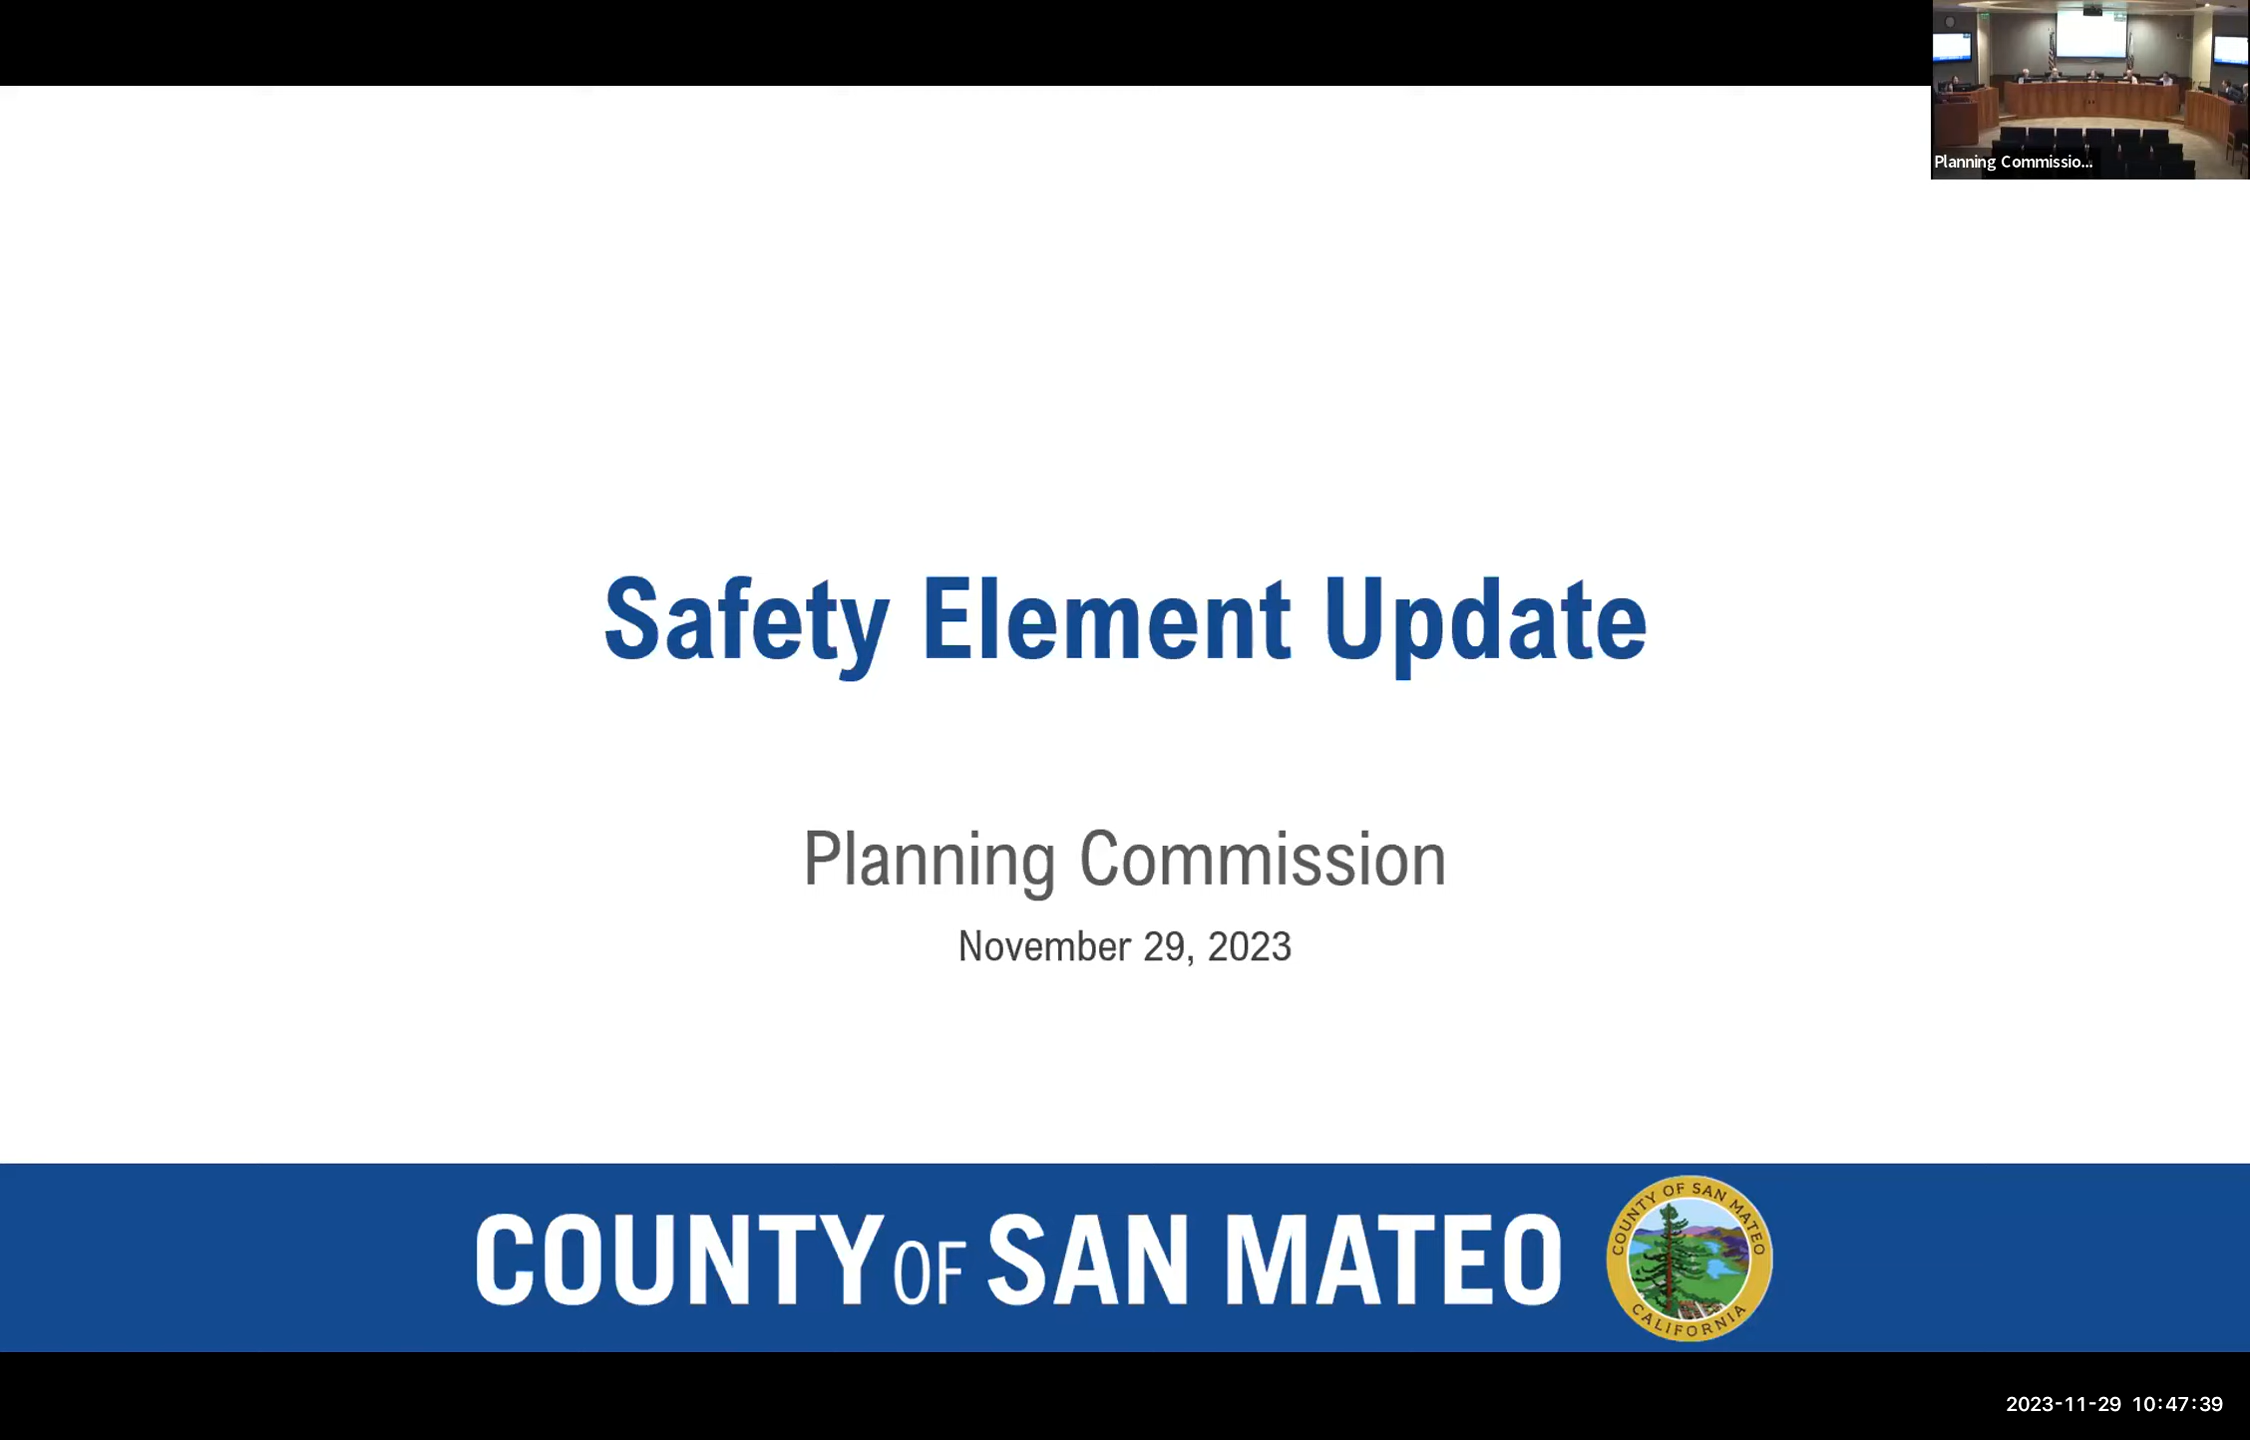 Planning Commissio...
Safety Element Update
Planning Commission
November 29, 2023
COUNTY OF SAN MATEO
COUNTY OF SAN MATEO
CALIFORNIA
2023-11-29 10:47:39